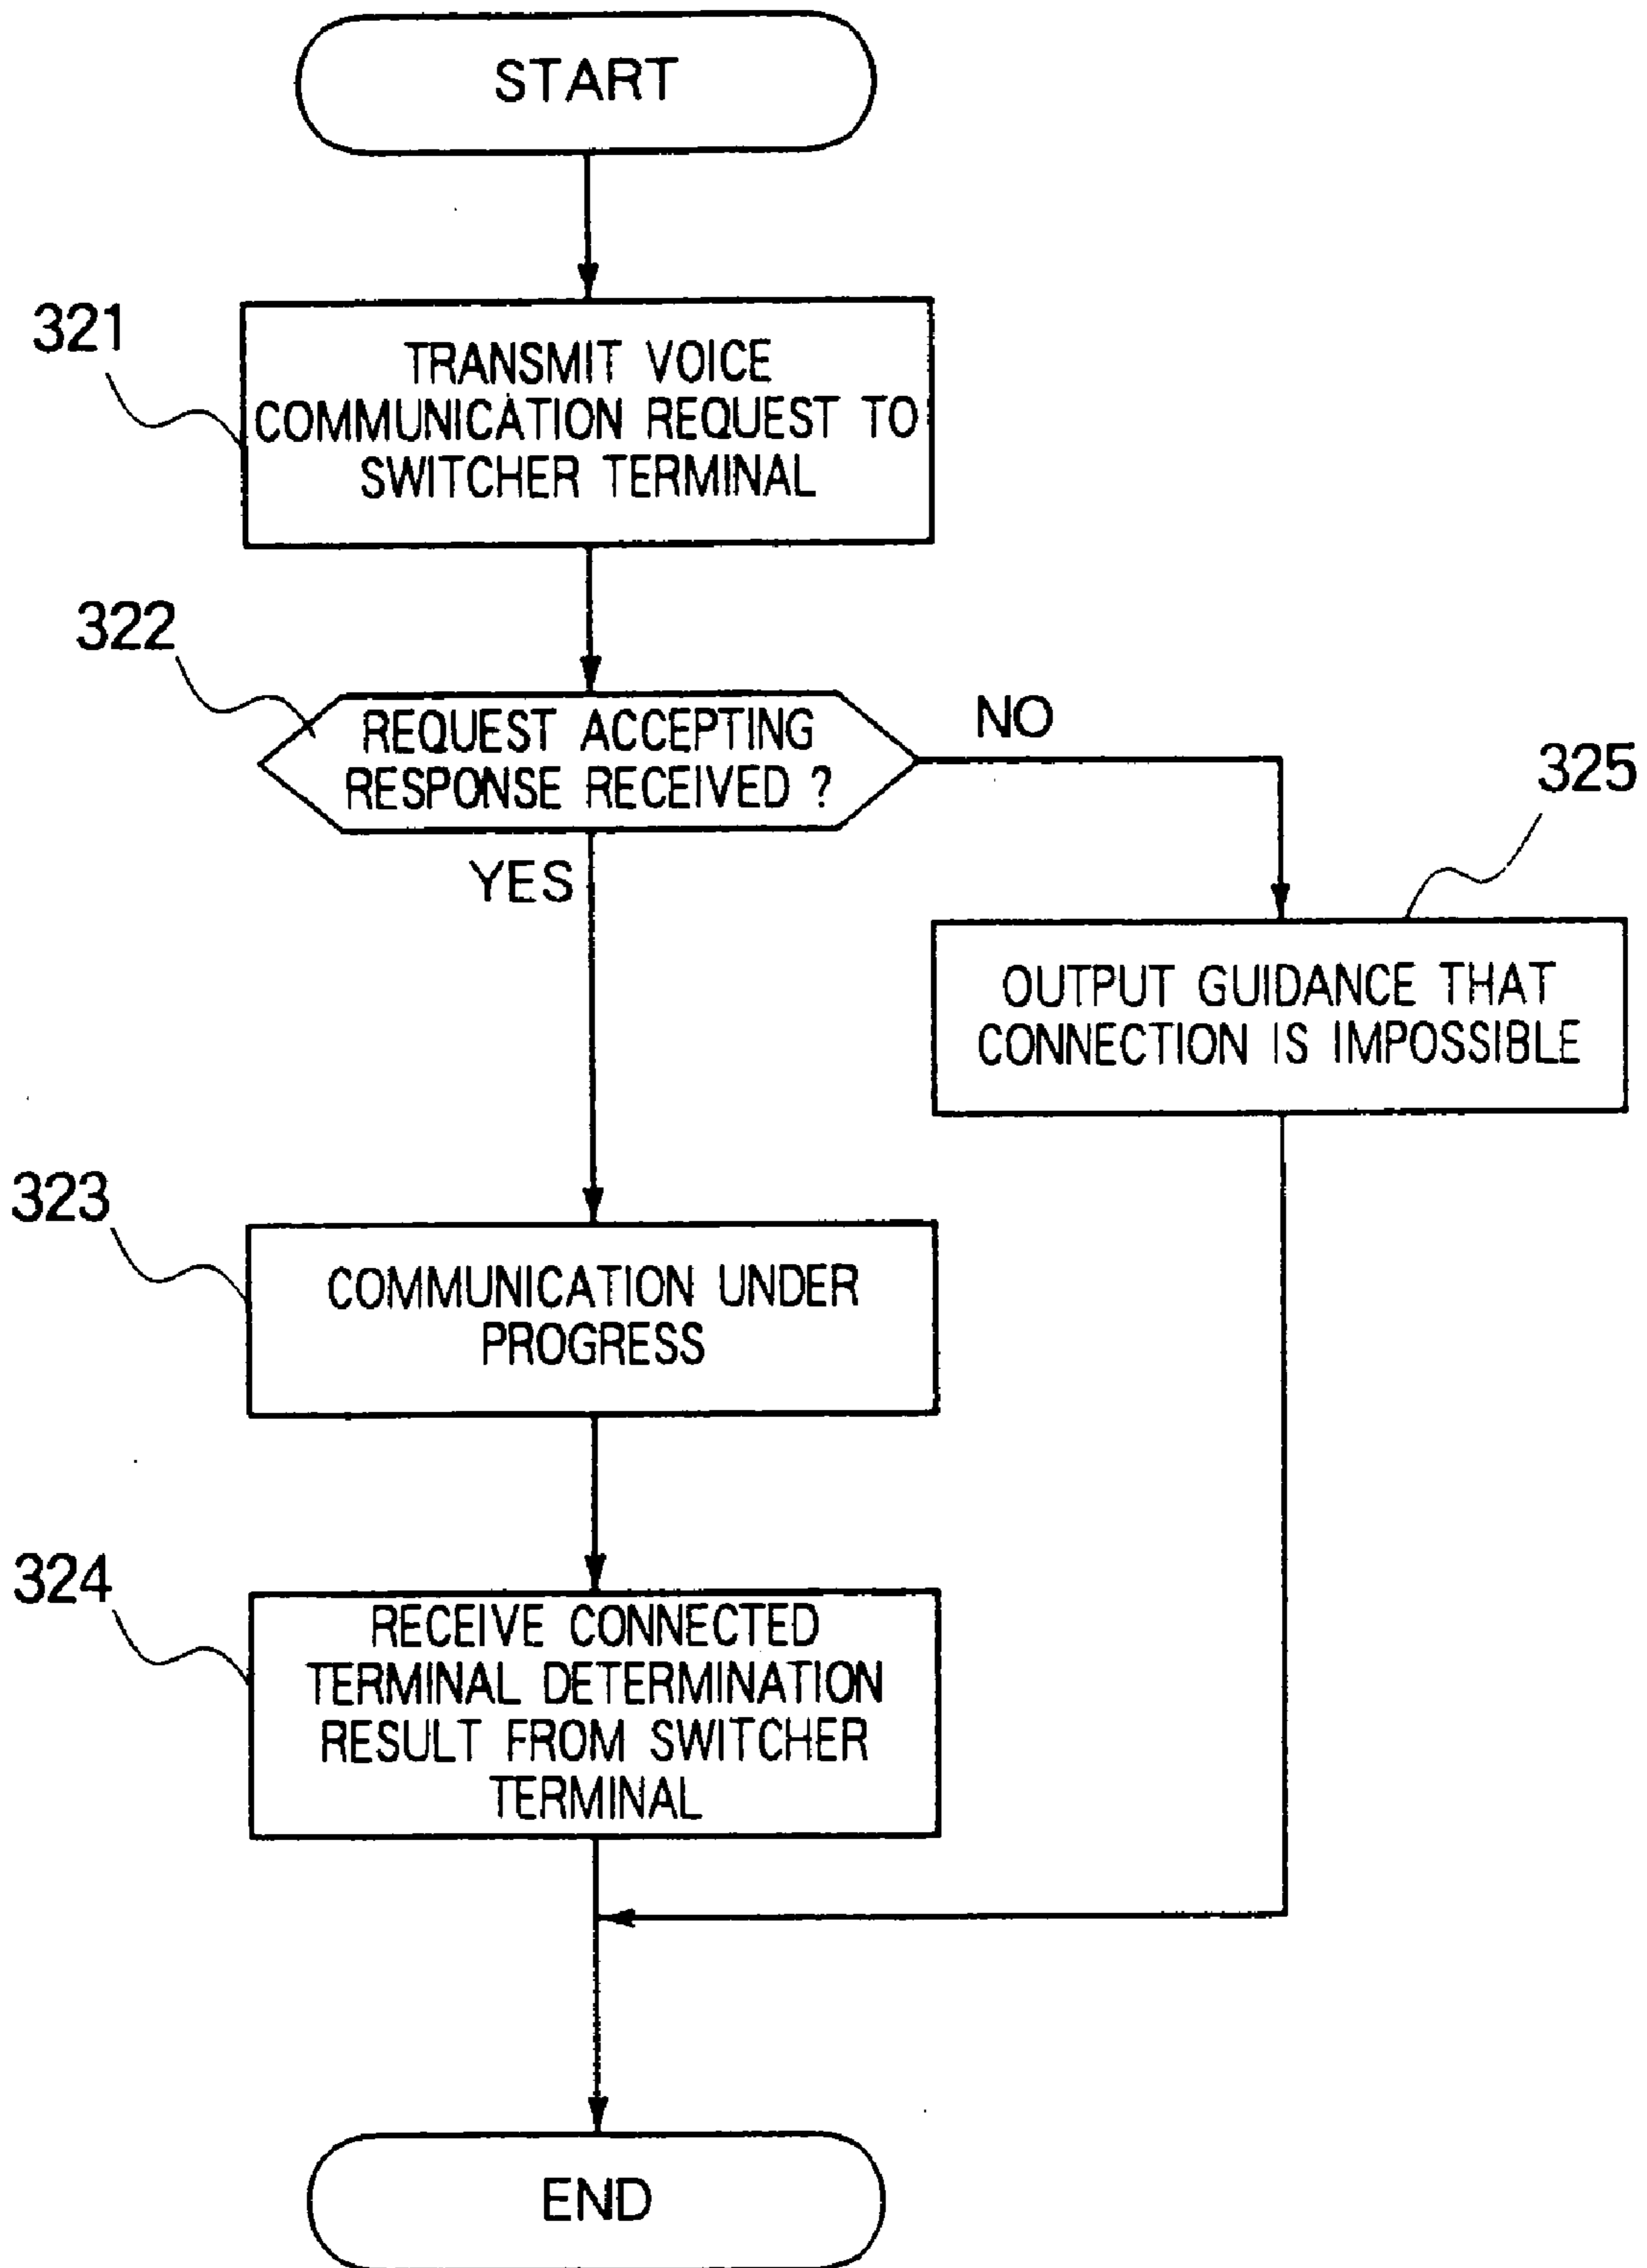 START
321
TRANSMIT VOICE
COMMUNICATION REQUEST TO
SWITCHER TERMINAL
322
REQUEST ACCEPTING
RESPONSE RECEIVED ?
NO
YES
325
OUTPUT GUIDANCE THAT
CONNECTION IS IMPOSSIBLE
323
COMMUNICATION UNDER
PROGRESS
324
RECEIVE CONNECTED
TERMINAL DETERMINATION
RESULT FROM SWITCHER
TERMINAL
END